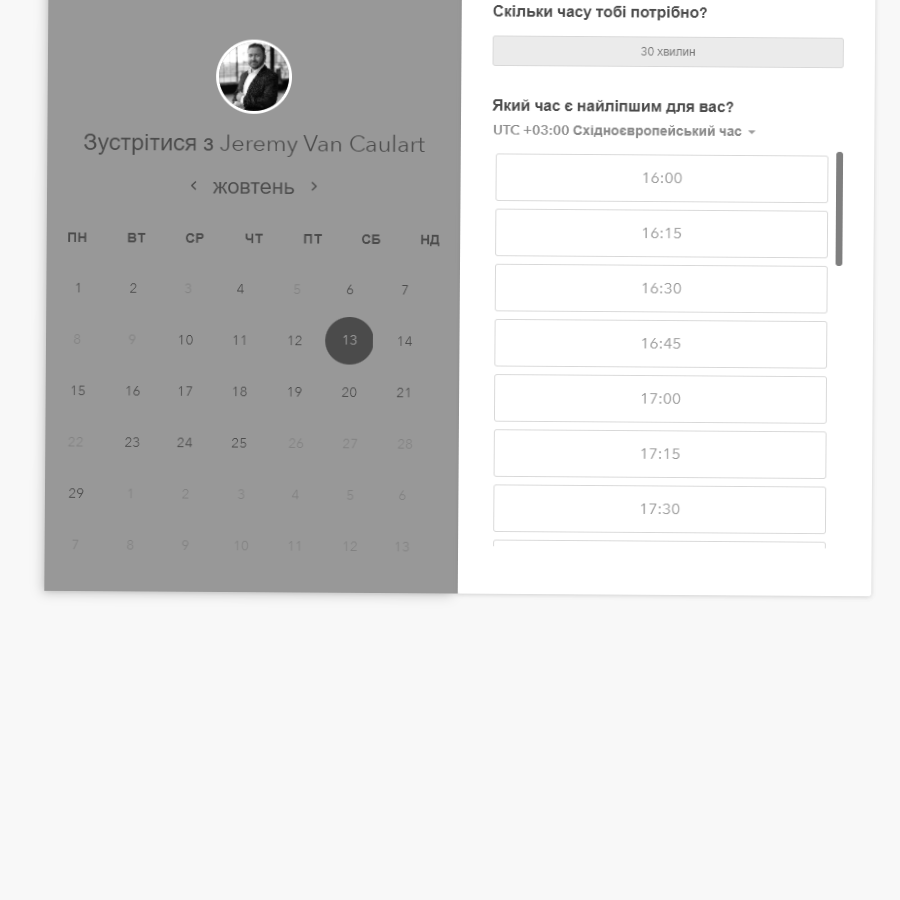 Зустрітися з Jeremy Van Caulart
жовтень
ПН ВТ СР ЧТ ПТ СБ НД
1 2 3 4 5 6 7
8 9 10 11 12 13 14
15 16 17 18 19 20 21
22 23 24 25 26 27 28
29 1 2 3 4 5 6
7 8 9 10 11 12 13
Скільки часу тобі потрібно?
30 хвилин
Який час є найліпшим для вас?
UTC +03:00 Східноєвропейський час
16:00
16:15
16:30
16:45
17:00
17:15
17:30